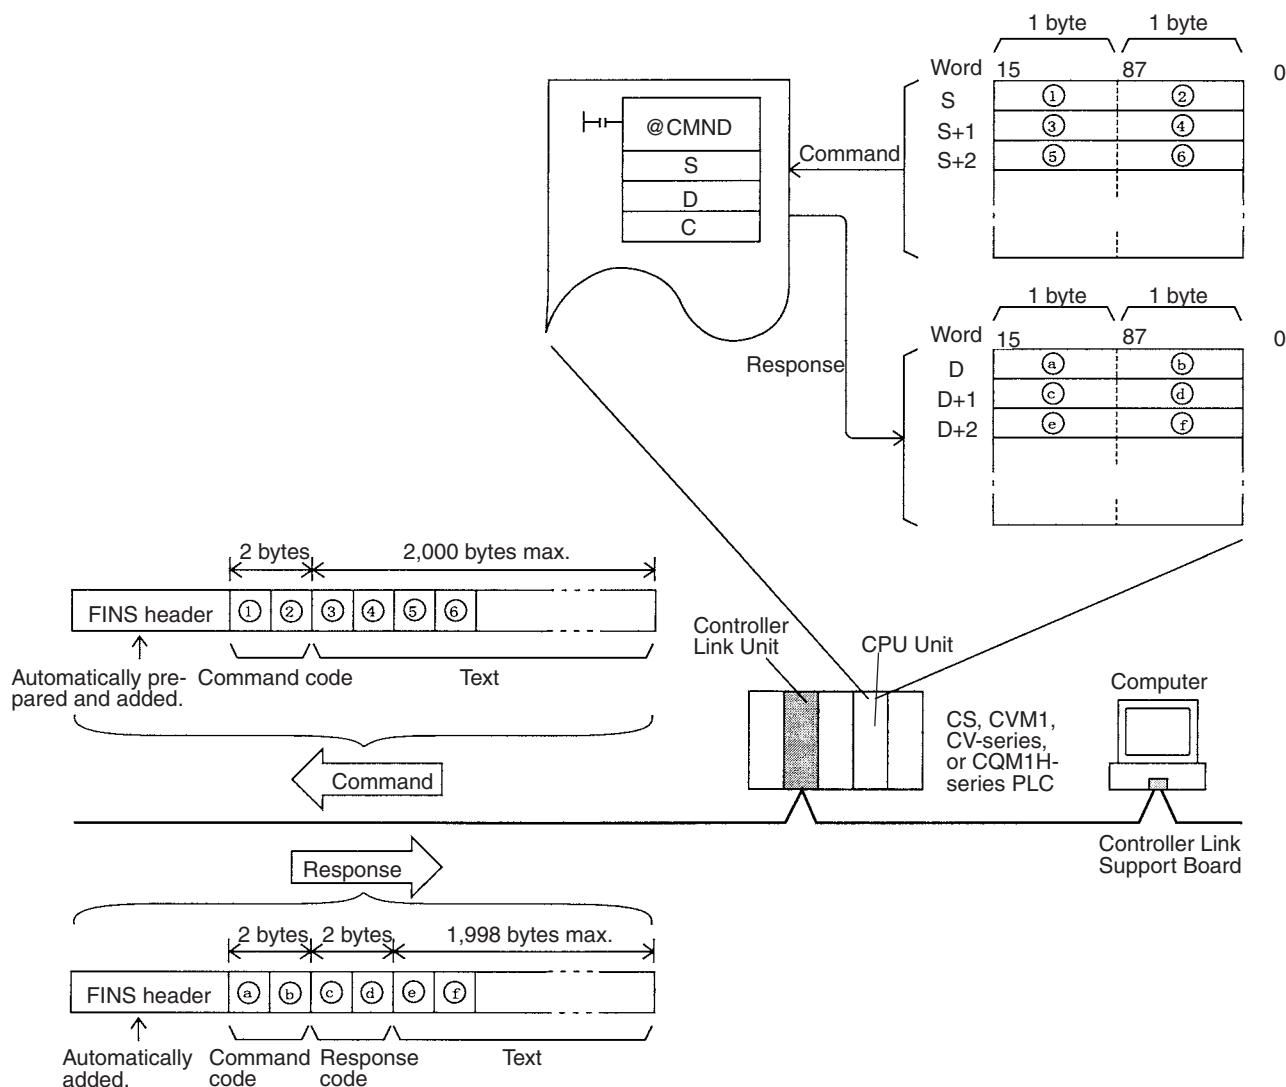 1 byte 1 byte
Word 15 87 0
S ① ②
S+1 ③ ④
S+2 ⑤ ⑥
@CMND
S
D
C
Command
Response
1 byte 1 byte
Word 15 87 0
D ⓐ ⓑ
D+1 ⓒ ⓓ
D+2 ⓔ ⓕ
2 bytes 2,000 bytes max.
FINS header ① ② ③ ④ ⑤ ⑥
Automatically pre-
pared and added.
Command code
Text
Command
Controller
Link Unit
CPU Unit
CS, CVM1,
CV-series,
or CQM1H-
series PLC
Computer
Controller Link
Support Board
Response
2 bytes 2 bytes 1,998 bytes max.
FINS header ⓐ ⓑ ⓒ ⓓ ⓔ ⓕ
Automatically
added.
Command
code
Response
code
Text